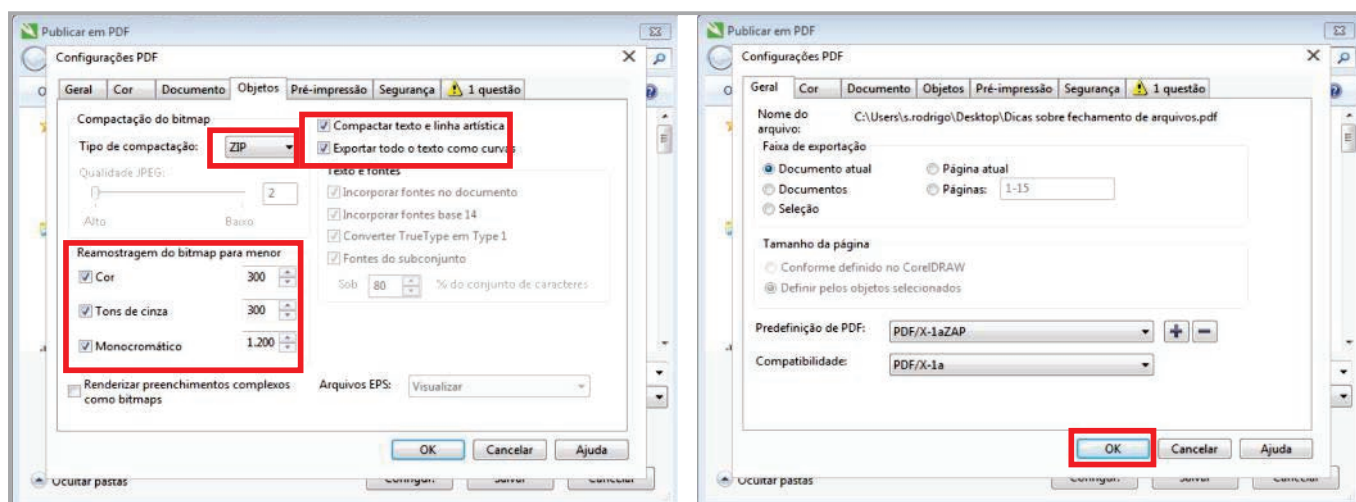 Publicar em PDF
Configurações PDF
Geral Cor Documento Objetos Pré-impressão Segurança 1 questão
Compactação do bitmap
Tipo de compactação: ZIP
Qualidade JPEG:
2
Alto Baixo
Compactar texto e linha artística
Exportar todo o texto como curvas
Texto e fontes
Incorporar fontes no documento
Incorporar fontes base 14
Converter TrueType em Type 1
Fontes do subconjunto
Sob 80 % do conjunto de caracteres
Reamostragem do bitmap para menor
Cor 300
Tons de cinza 300
Monocromático 1.200
Renderizar preenchimentos complexos
como bitmaps
Arquivos EPS: Visualizar
OK Cancelar Ajuda
Ocultar pastas Configur. Salvar Cancelar
Publicar em PDF
Configurações PDF
Geral Cor Documento Objetos Pré-impressão Segurança 1 questão
Nome do
arquivo:
C:\Users\s.rodrigo\Desktop\Dicas sobre fechamento de arquivos.pdf
Faixa de exportação
Documento atual Página atual
Documentos Páginas: 1-15
Seleção
Tamanho da página
Conforme definido no CorelDRAW
Definir pelos objetos selecionados
Predefinição de PDF: PDF/X-1aZAP
Compatibilidade: PDF/X-1a
OK Cancelar Ajuda
Ocultar pastas Configur. Salvar Cancelar